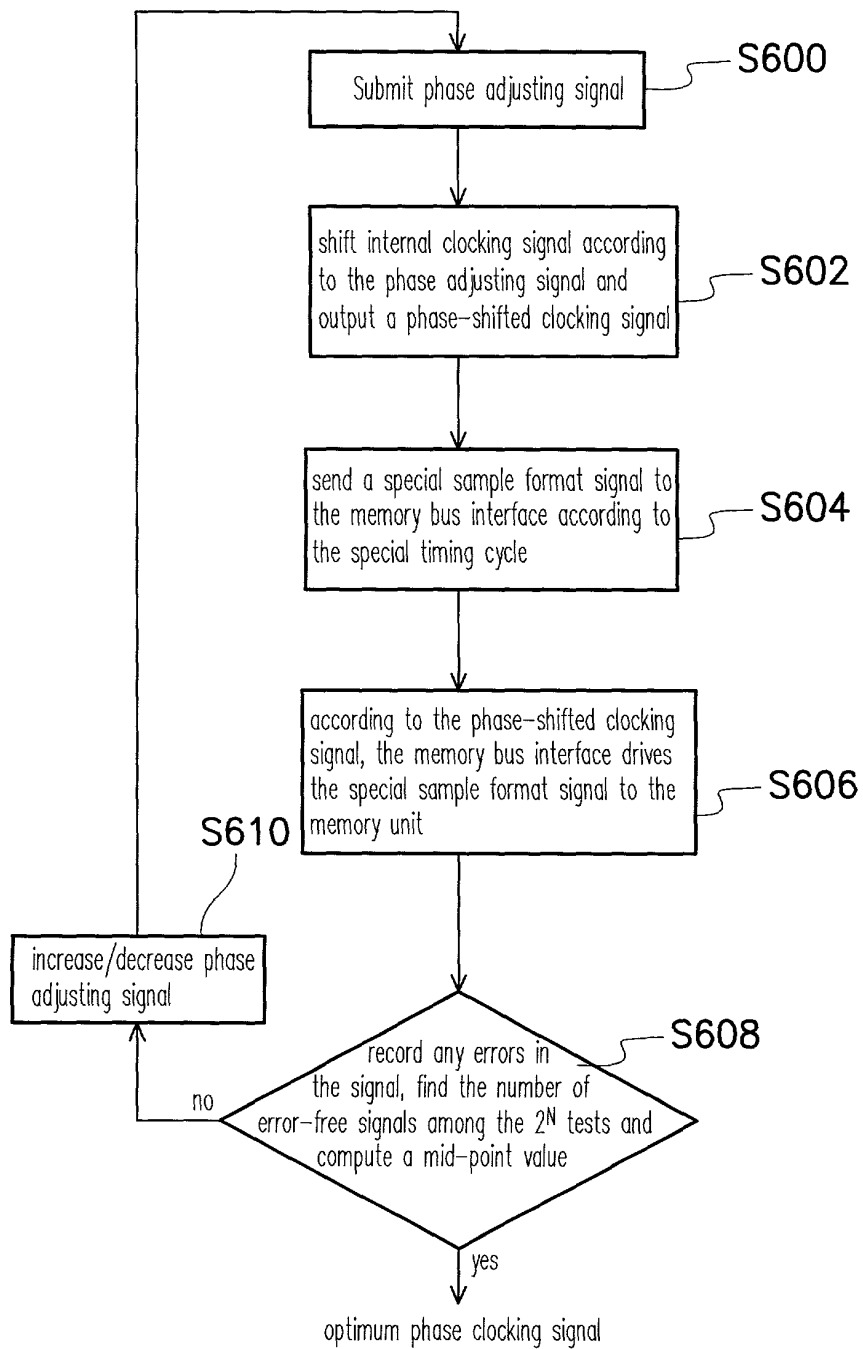 Submit phase adjusting signal
S600
shift internal clocking signal according
to the phase adjusting signal and
output a phase-shifted clocking signal
S602
send a special sample format signal to
the memory bus interface according to
the special timing cycle
S604
according to the phase-shifted clocking
signal, the memory bus interface drives
the special sample format signal to the
memory unit
S606
S610
increase/decrease phase
adjusting signal
record any errors in
the signal, find the number of
error-free signals among the 2ᴺ tests and
compute a mid-point value
S608
no
yes
optimum phase clocking signal